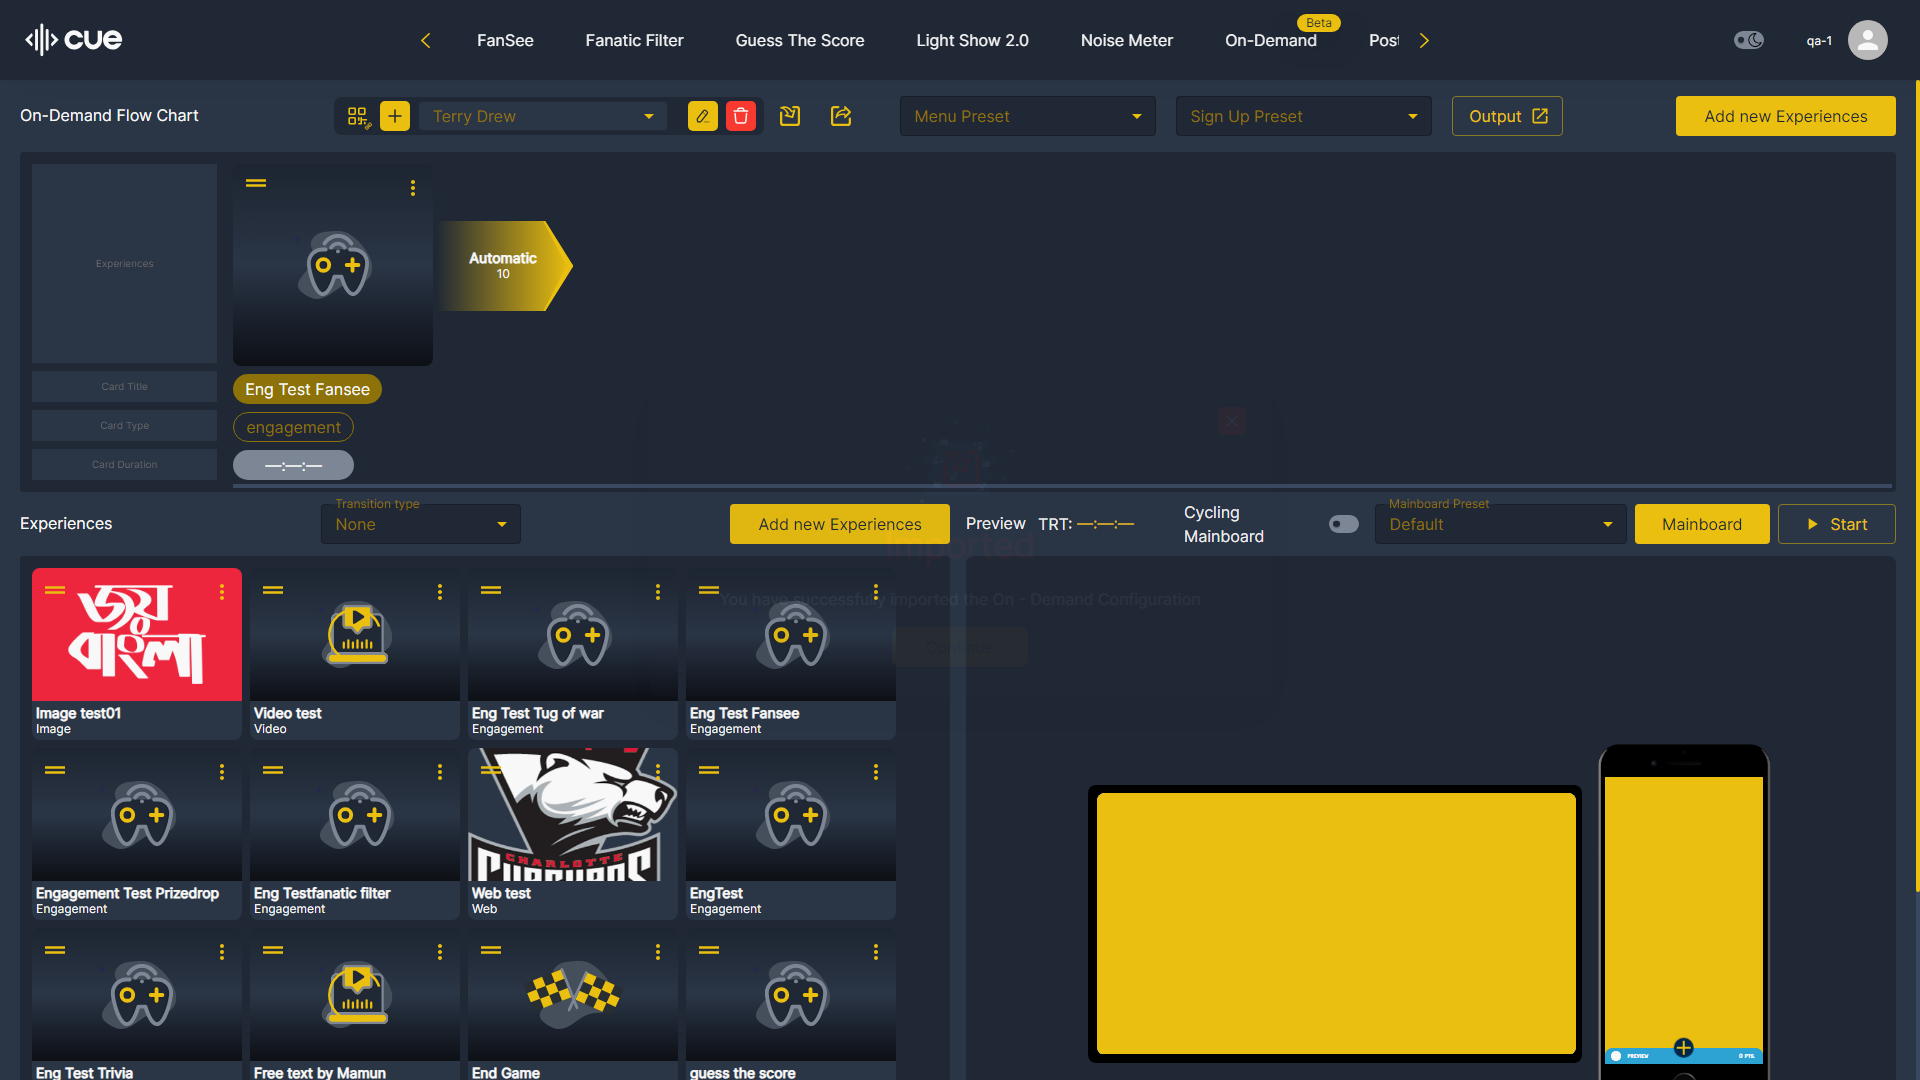 cue
FanSee
Fanatic Filter
Guess The Score
Light Show 2.0
Noise Meter
On-Demand
Beta
Post
qa-1
On-Demand Flow Chart
Terry Drew
Menu Preset
Sign Up Preset
Output
Add new Experiences
Experiences
Automatic
10
Card Title
Eng Test Fansee
Card Type
engagement
Card Duration
—:—:—
Experiences
Transition type
None
Add new Experiences
Preview
TRT: —:—:—
Cycling
Mainboard
Mainboard Preset
Default
Mainboard
Start
Imported
You have successfully imported the On - Demand Configuration
Continue
জয়
বাংলা
Image test01
Image
Video test
Video
Eng Test Tug of war
Engagement
Eng Test Fansee
Engagement
Engagement Test Prizedrop
Engagement
Eng Testfanatic filter
Engagement
CHARLOTTE
Web test
Web
EngTest
Engagement
Eng Test Trivia
Free text by Mamun
End Game
guess the score
PREVIEW
0 PTS.